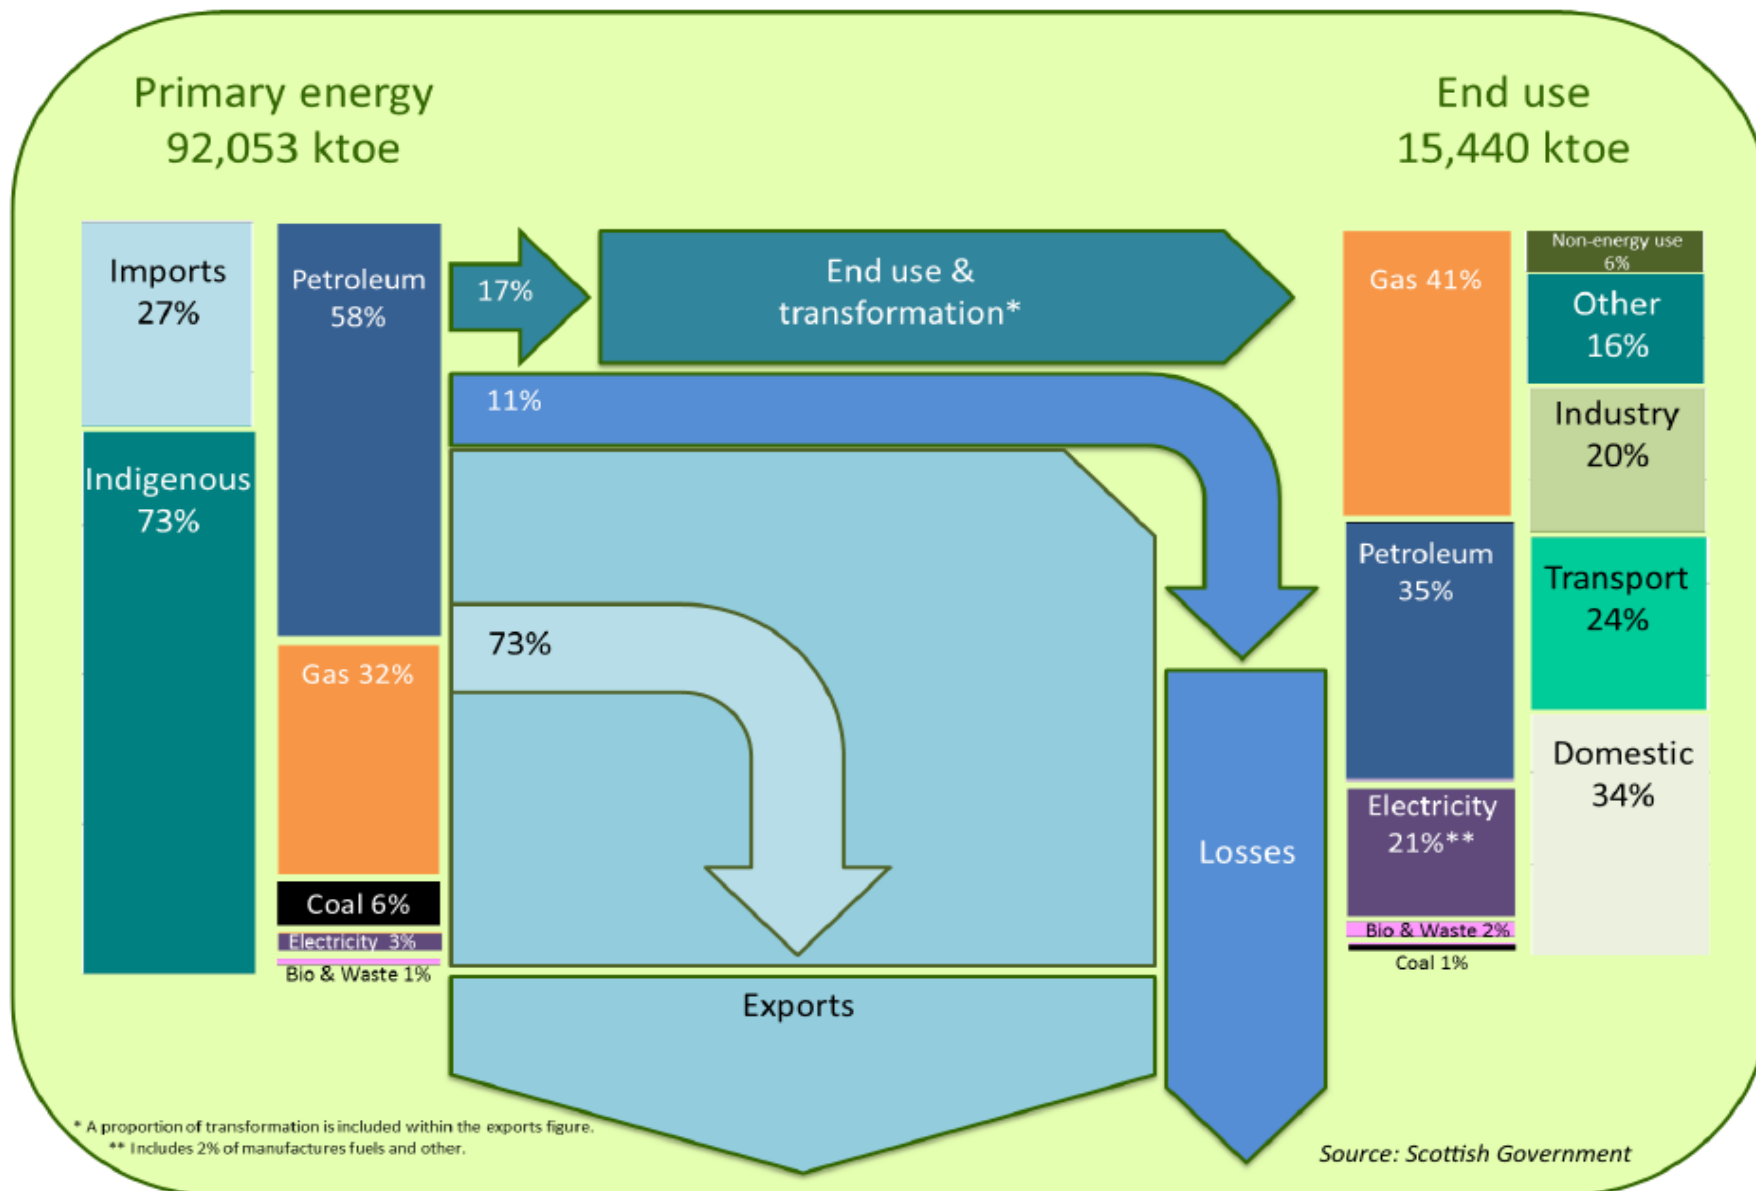 Primary energy
92,053 ktoe
End use
15,440 ktoe
Imports
27%
Indigenous
73%
Petroleum
58%
Gas 32%
Coal 6%
Electricity 3%
Bio & Waste 1%
17%
End use &
transformation*
11%
73%
Exports
Losses
Gas 41%
Petroleum
35%
Electricity
21%**
Bio & Waste 2%
Coal 1%
Non-energy use
6%
Other
16%
Industry
20%
Transport
24%
Domestic
34%
* A proportion of transformation is included within the exports figure.
** Includes 2% of manufactures fuels and other.
Source: Scottish Government